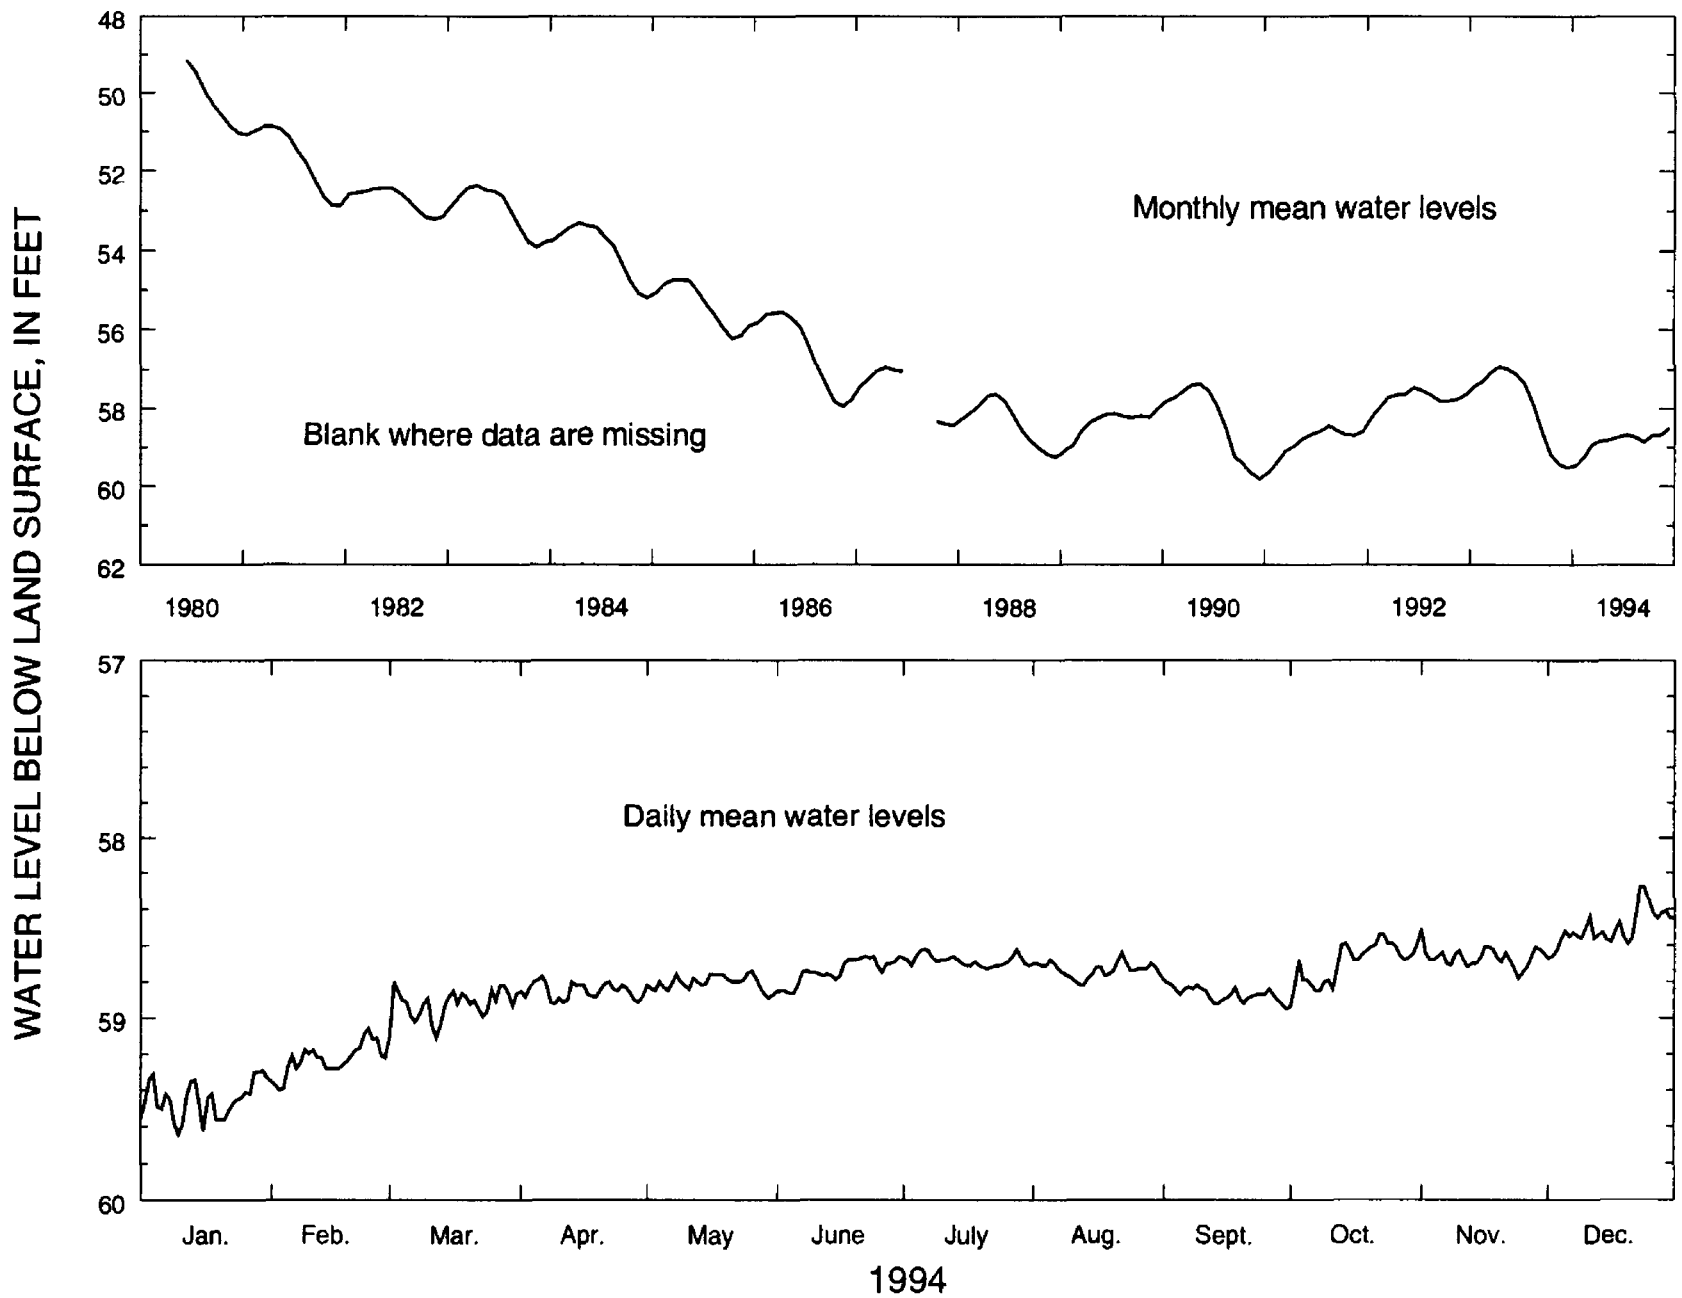 WATER LEVEL BELOW LAND SURFACE, IN FEET
48
50
52
54
56
58
60
62
Monthly mean water levels
Blank where data are missing
1980 1982 1984 1986 1988 1990 1992 1994
57
58
59
60
Daily mean water levels
Jan. Feb. Mar. Apr. May June July Aug. Sept. Oct. Nov. Dec.
1994